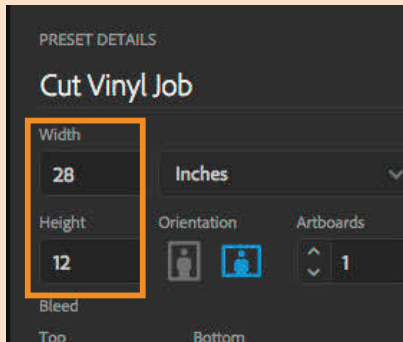 PRESET DETAILS
Cut Vinyl Job
Width
28 Inches
Height Orientation Artboards
12 1
Bleed
Top Bottom